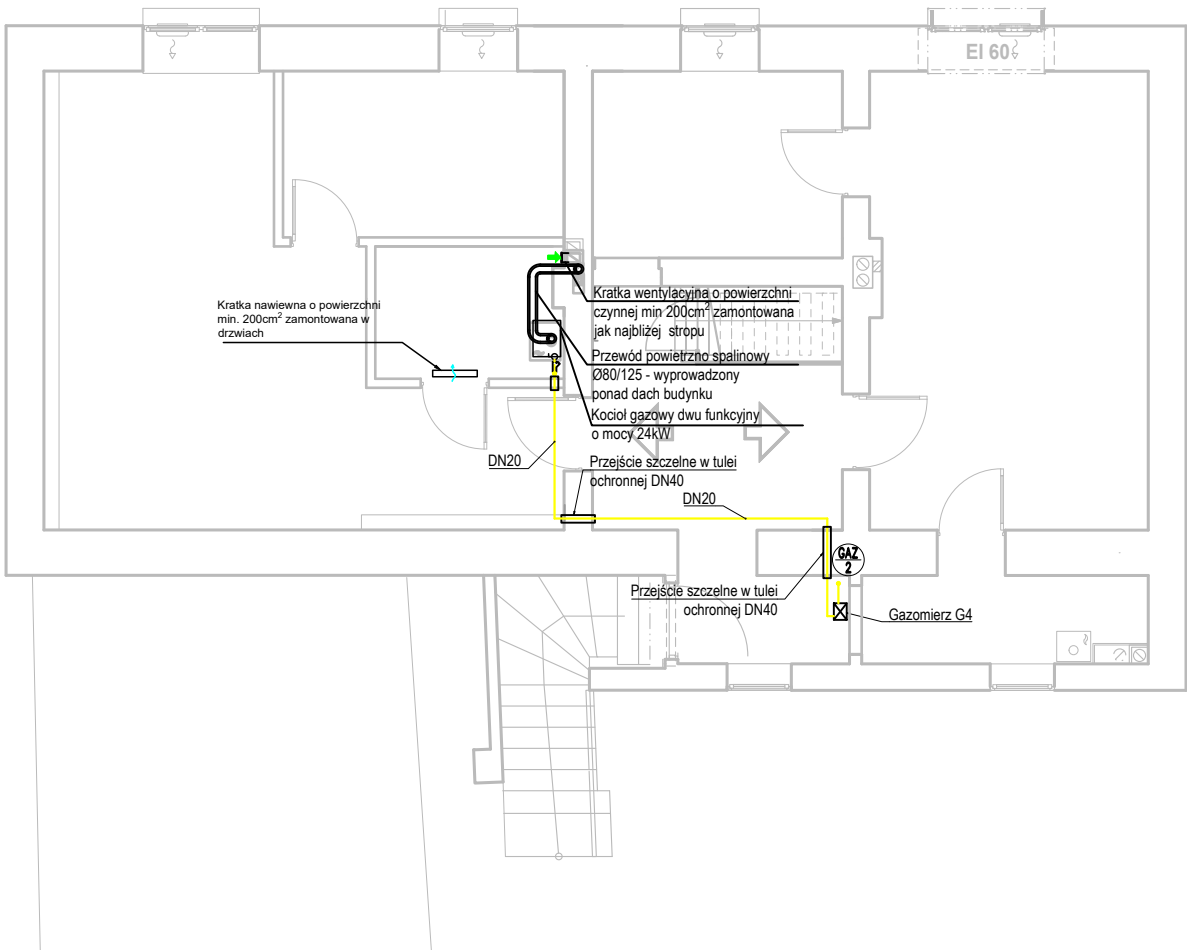 EI 60
Kratka nawiewna o powierzchni
min. 200cm² zamontowana w
drzwiach
Kratka wentylacyjna o powierzchni
czynnej min 200cm² zamontowana
jak najbliżej stropu
Przewód powietrzno spalinowy
Ø80/125 - wyprowadzony
ponad dach budynku
Kocioł gazowy dwu funkcyjny
o mocy 24kW
DN20
Przejście szczelne w tulei
ochronnej DN40
DN20
GAZ
2
Przejście szczelne w tulei
ochronnej DN40
Gazomierz G4